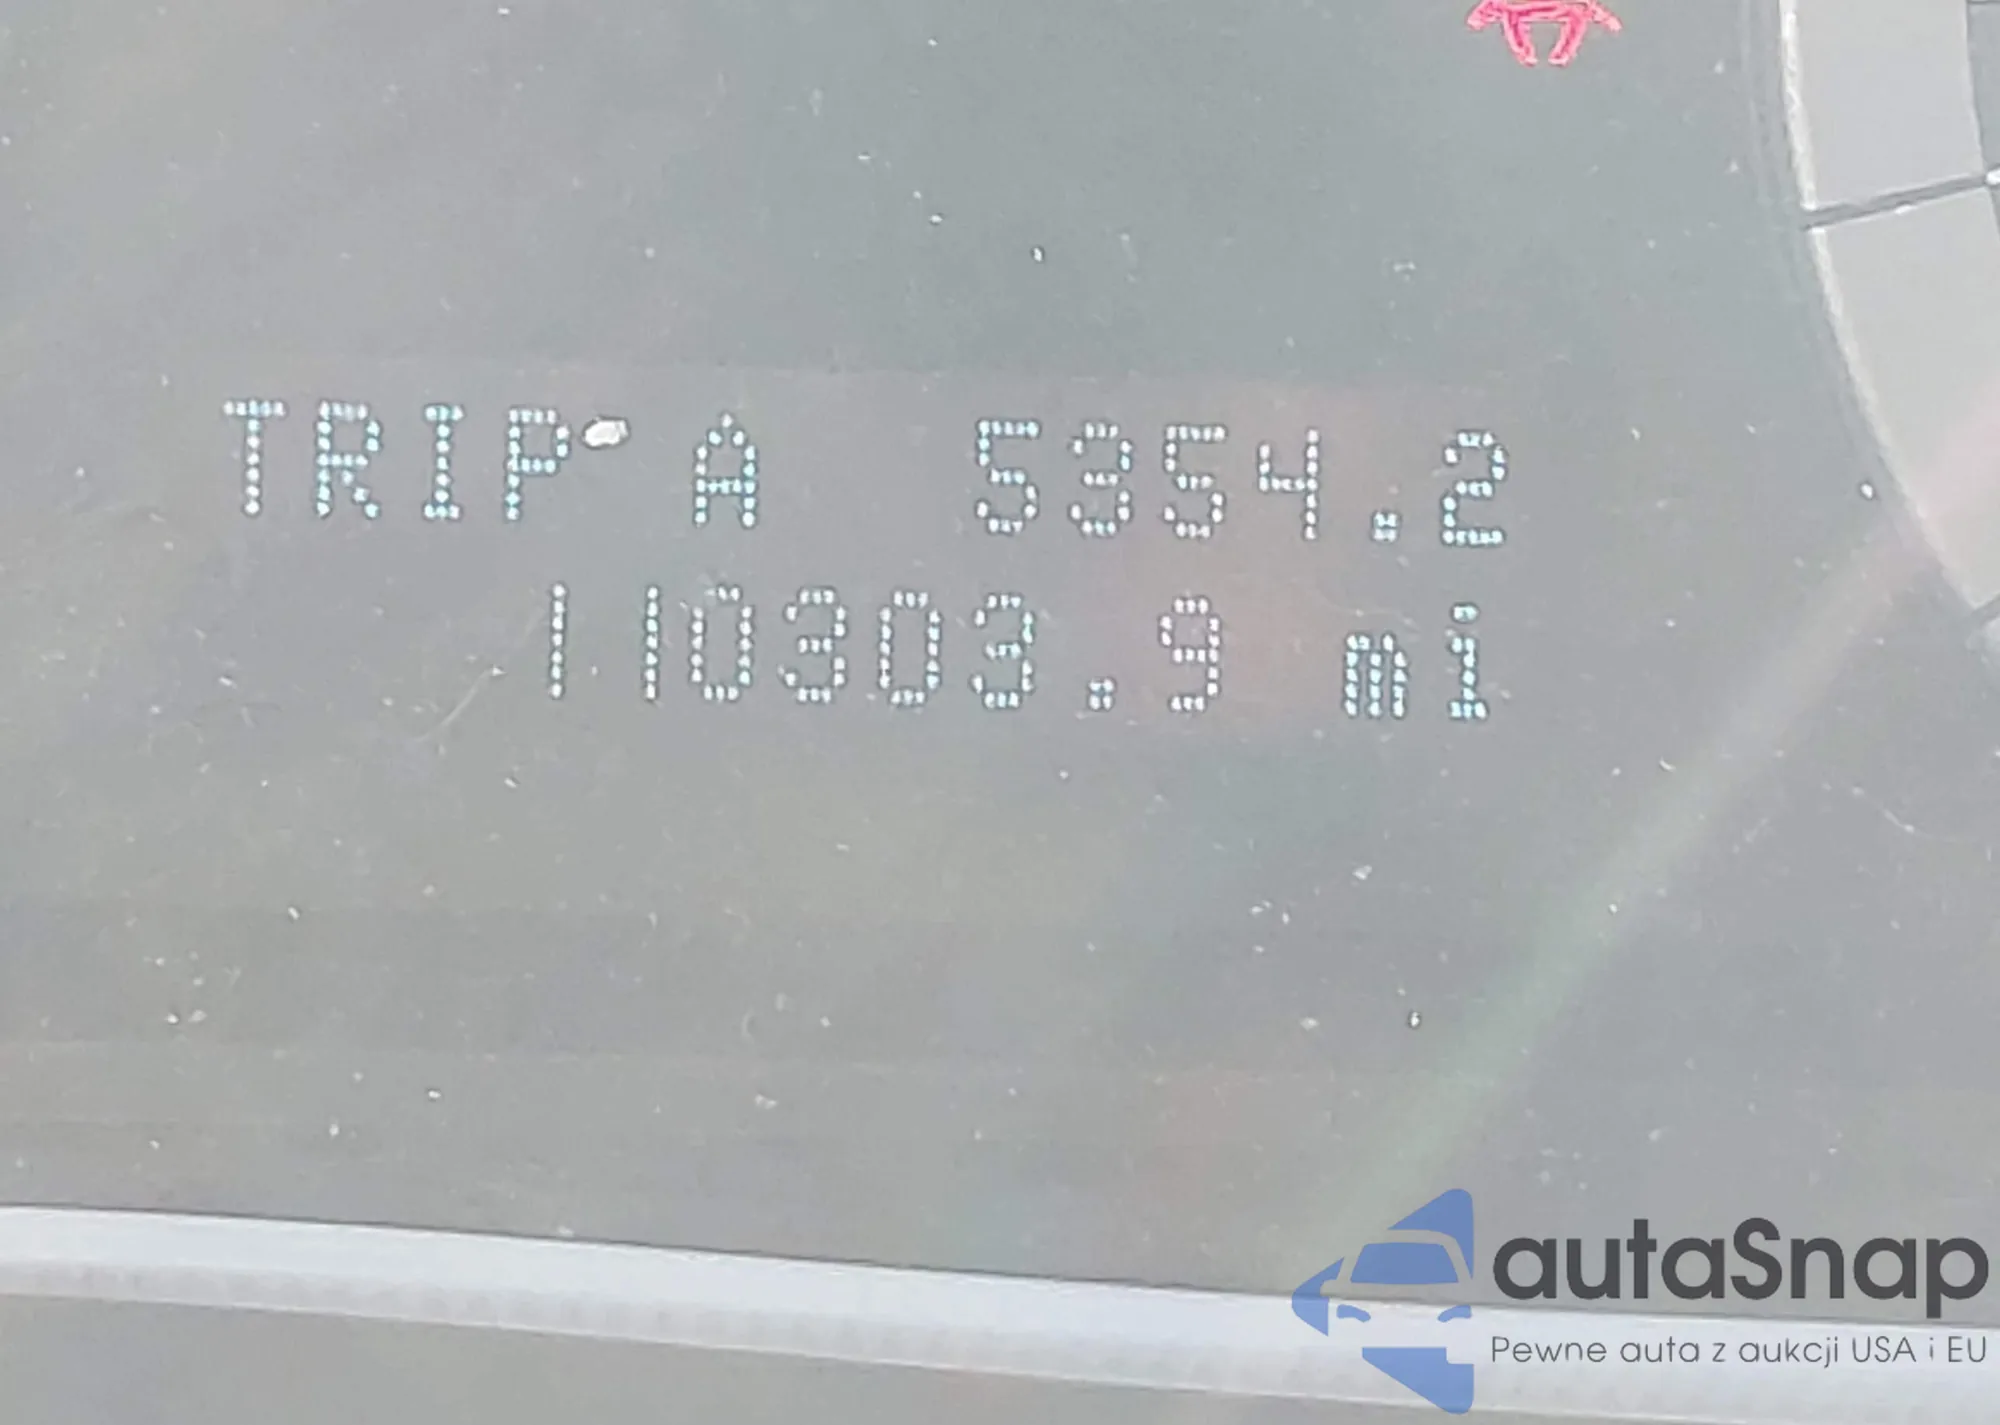 TRIP A 5354.2
110303.9 mi
autaSnap
Pewne auta z aukcji USA i EU